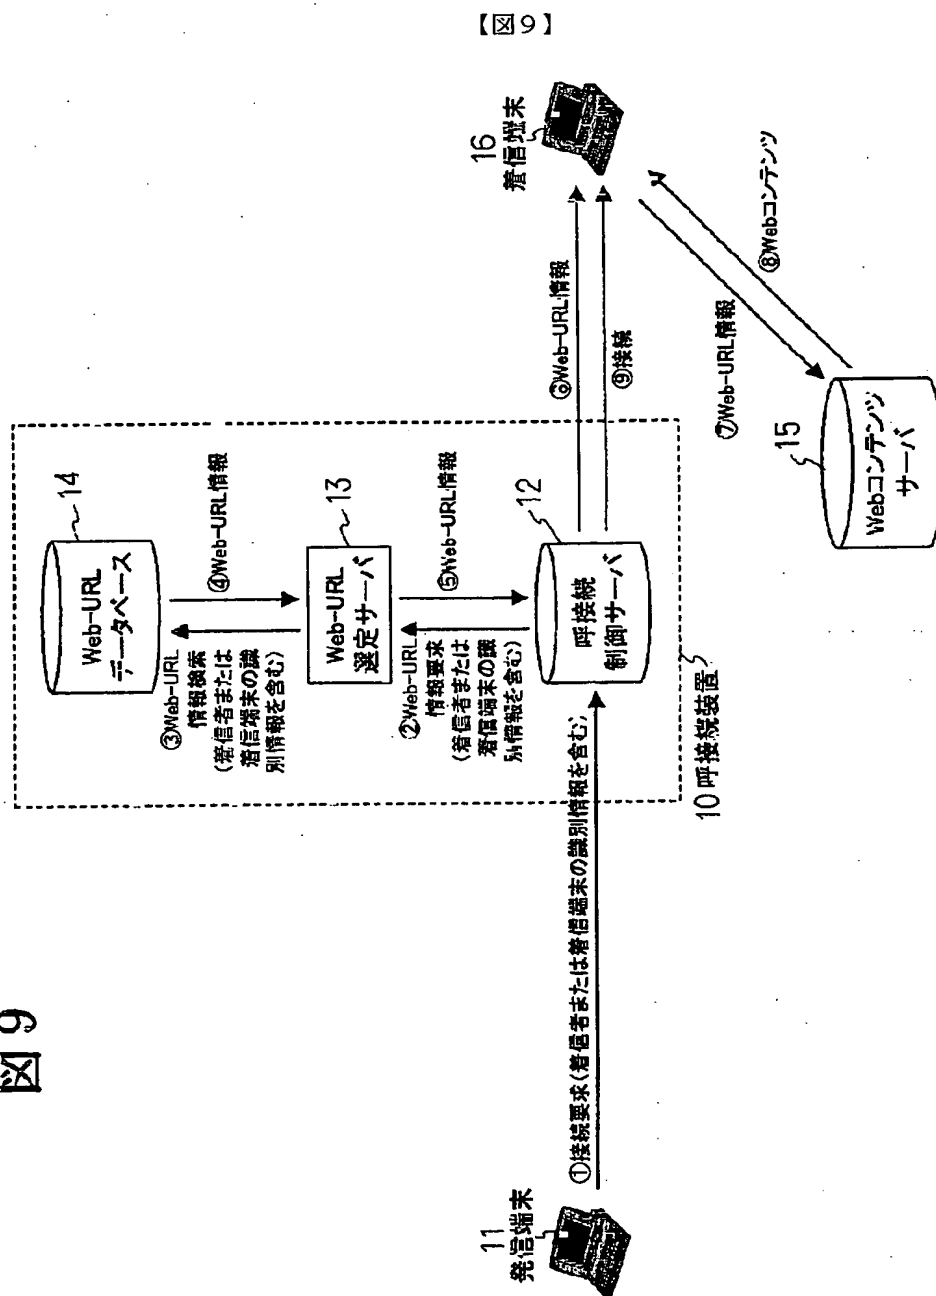 【図9】
図9
11
発信端末
①接続要求(着信者または着信端末の識別情報を含む)
10 呼接続装置
14
Web-URL
データベース
③Web-URL
情報検索
(着信者または
着信端末の識
別情報を含む)
④Web-URL情報
13
Web-URL
選定サーバ
②Web-URL
情報要求
(着信者または
着信端末の識
別情報を含む)
⑤Web-URL情報
12
呼接続
制御サーバ
⑥Web-URL情報
⑨接続
16
着信端末
⑦Web-URL情報
⑧Webコンテンツ
15
Webコンテンツ
サーバ